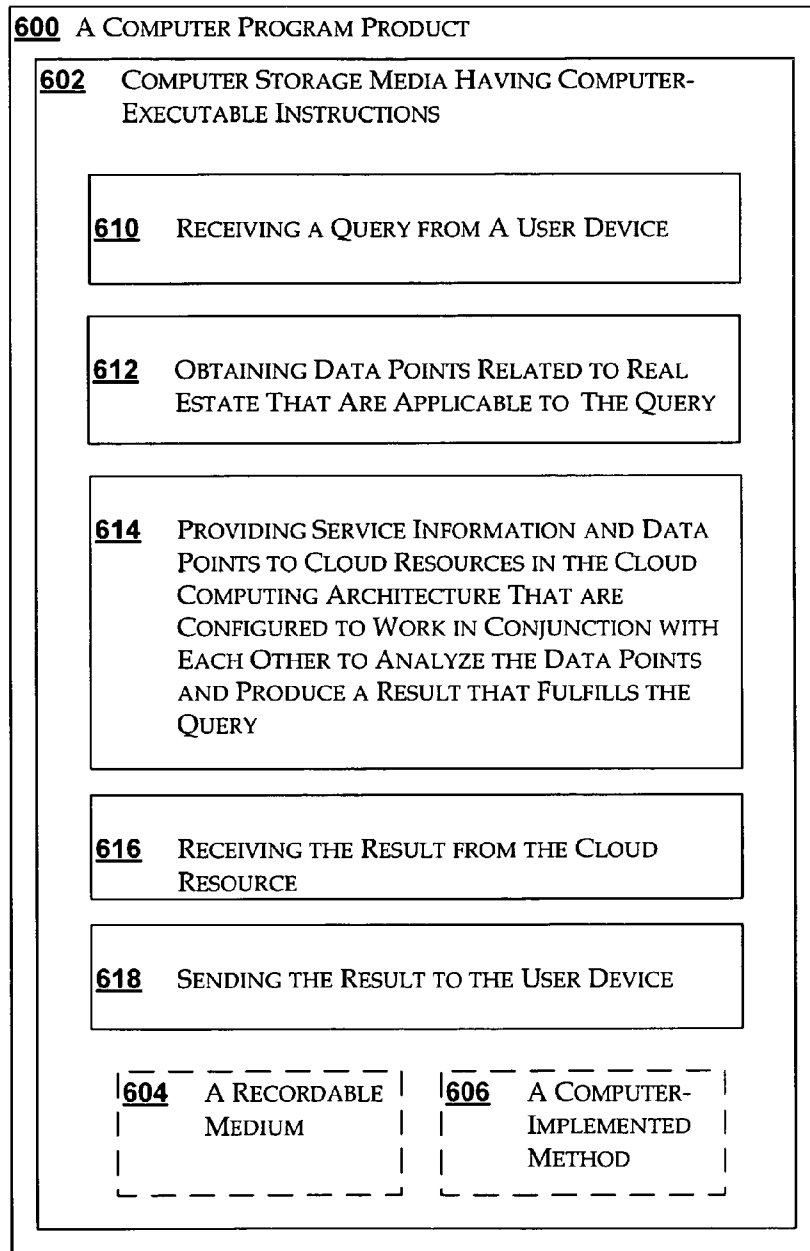 600 A COMPUTER PROGRAM PRODUCT
602 COMPUTER STORAGE MEDIA HAVING COMPUTER-
EXECUTABLE INSTRUCTIONS
610 RECEIVING A QUERY FROM A USER DEVICE
612 OBTAINING DATA POINTS RELATED TO REAL
ESTATE THAT ARE APPLICABLE TO THE QUERY
614 PROVIDING SERVICE INFORMATION AND DATA
POINTS TO CLOUD RESOURCES IN THE CLOUD
COMPUTING ARCHITECTURE THAT ARE
CONFIGURED TO WORK IN CONJUNCTION WITH
EACH OTHER TO ANALYZE THE DATA POINTS
AND PRODUCE A RESULT THAT FULFILLS THE
QUERY
616 RECEIVING THE RESULT FROM THE CLOUD
RESOURCE
618 SENDING THE RESULT TO THE USER DEVICE
604 A RECORDABLE
MEDIUM
606 A COMPUTER-
IMPLEMENTED
METHOD